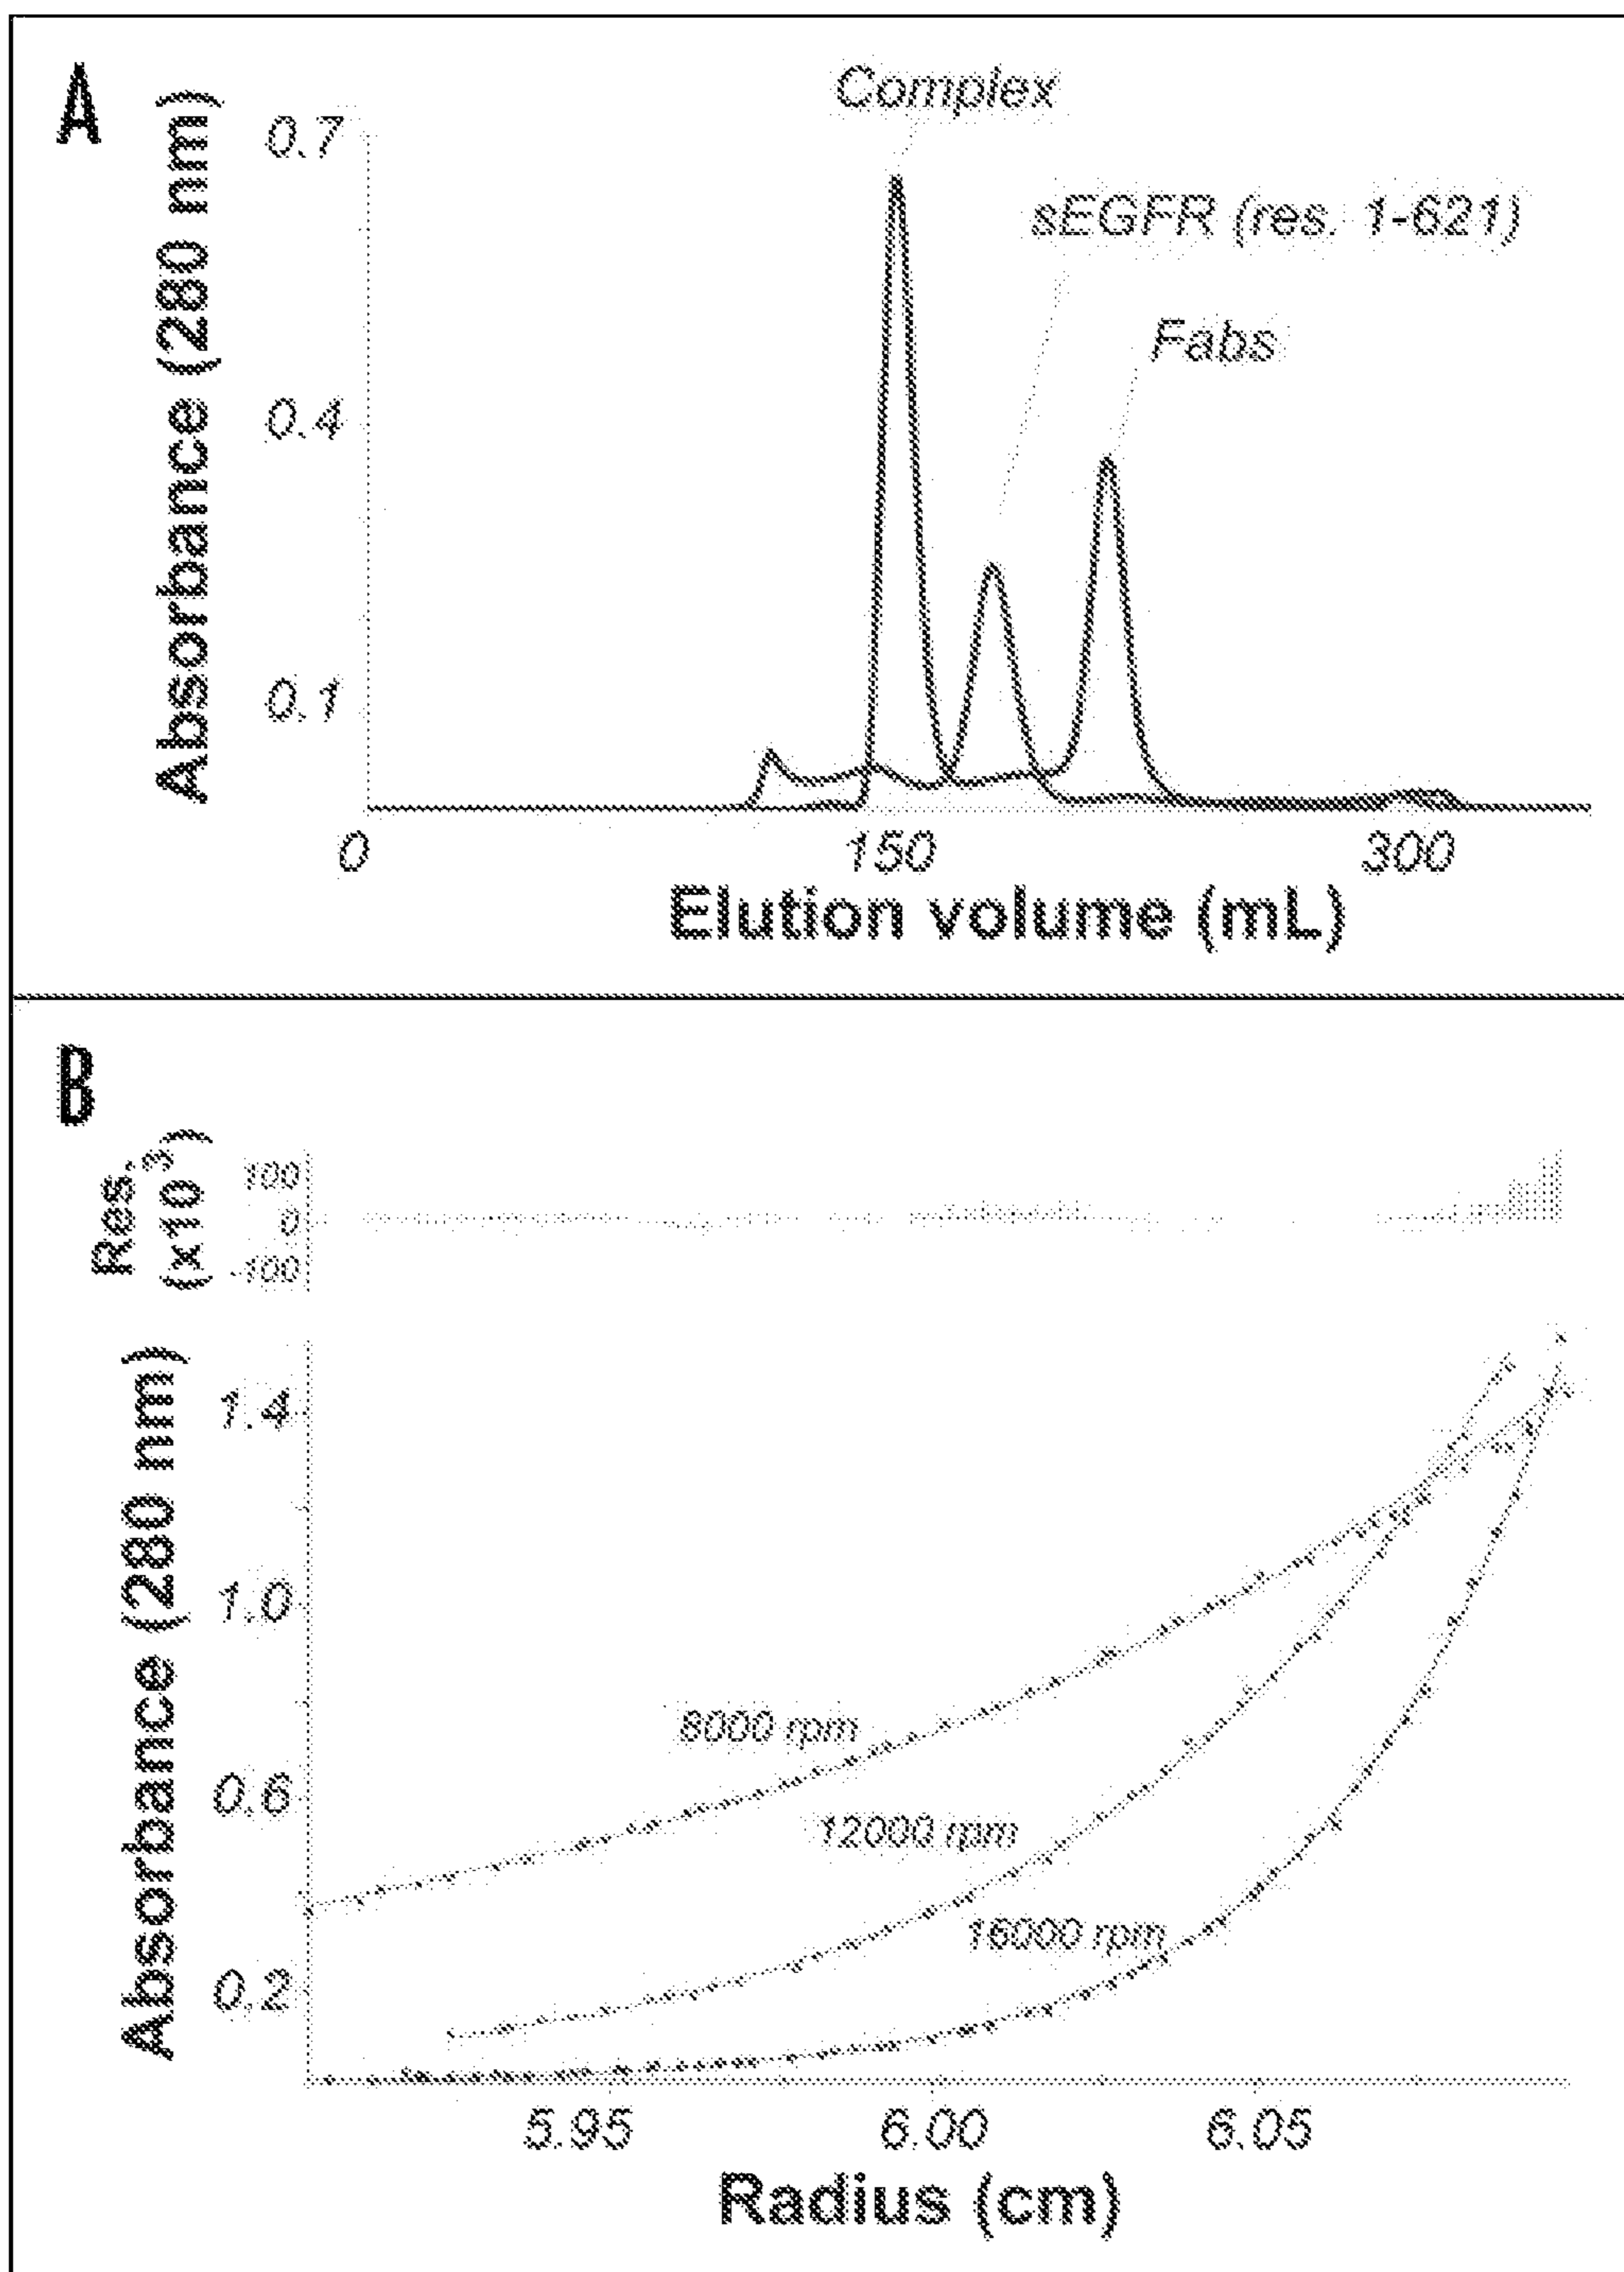 A
Absorbance (280 nm)
0.7
0.4
0.1
Complex
sEGFR (res. 1-621)
Fabs
0
150
300
Elution volume (mL)
B
Res.
(x10³)
100
0
-100
Absorbance (280 nm)
1.4
1.0
0.6
0.2
8000 rpm
12000 rpm
16000 rpm
5.95
6.00
6.05
Radius (cm)